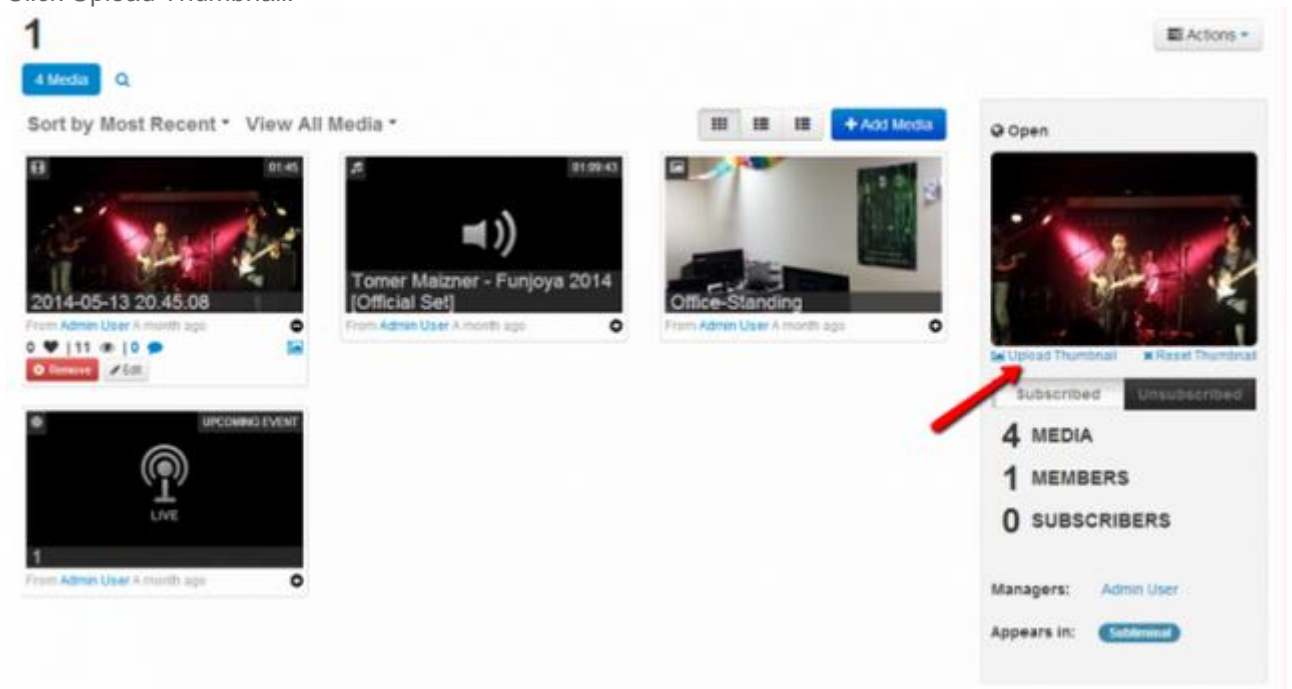 Click Upload Thumbnail.
1
Actions
4 Media
Sort by Most Recent View All Media
+ Add Media
Open
01:45
2014-05-13 20.45.08
From Admin User A month ago
0 | 11 | 0
Remove Edit
01:09:43
Tomer Maizner - Funjoya 2014
[Official Set]
From Admin User A month ago
Office-Standing
From Admin User A month ago
UPCOMING EVENT
LIVE
1
From Admin User A month ago
Upload Thumbnail Reset Thumbnail
Subscribed Unsubscribed
4 MEDIA
1 MEMBERS
0 SUBSCRIBERS
Managers: Admin User
Appears in: Subliminal